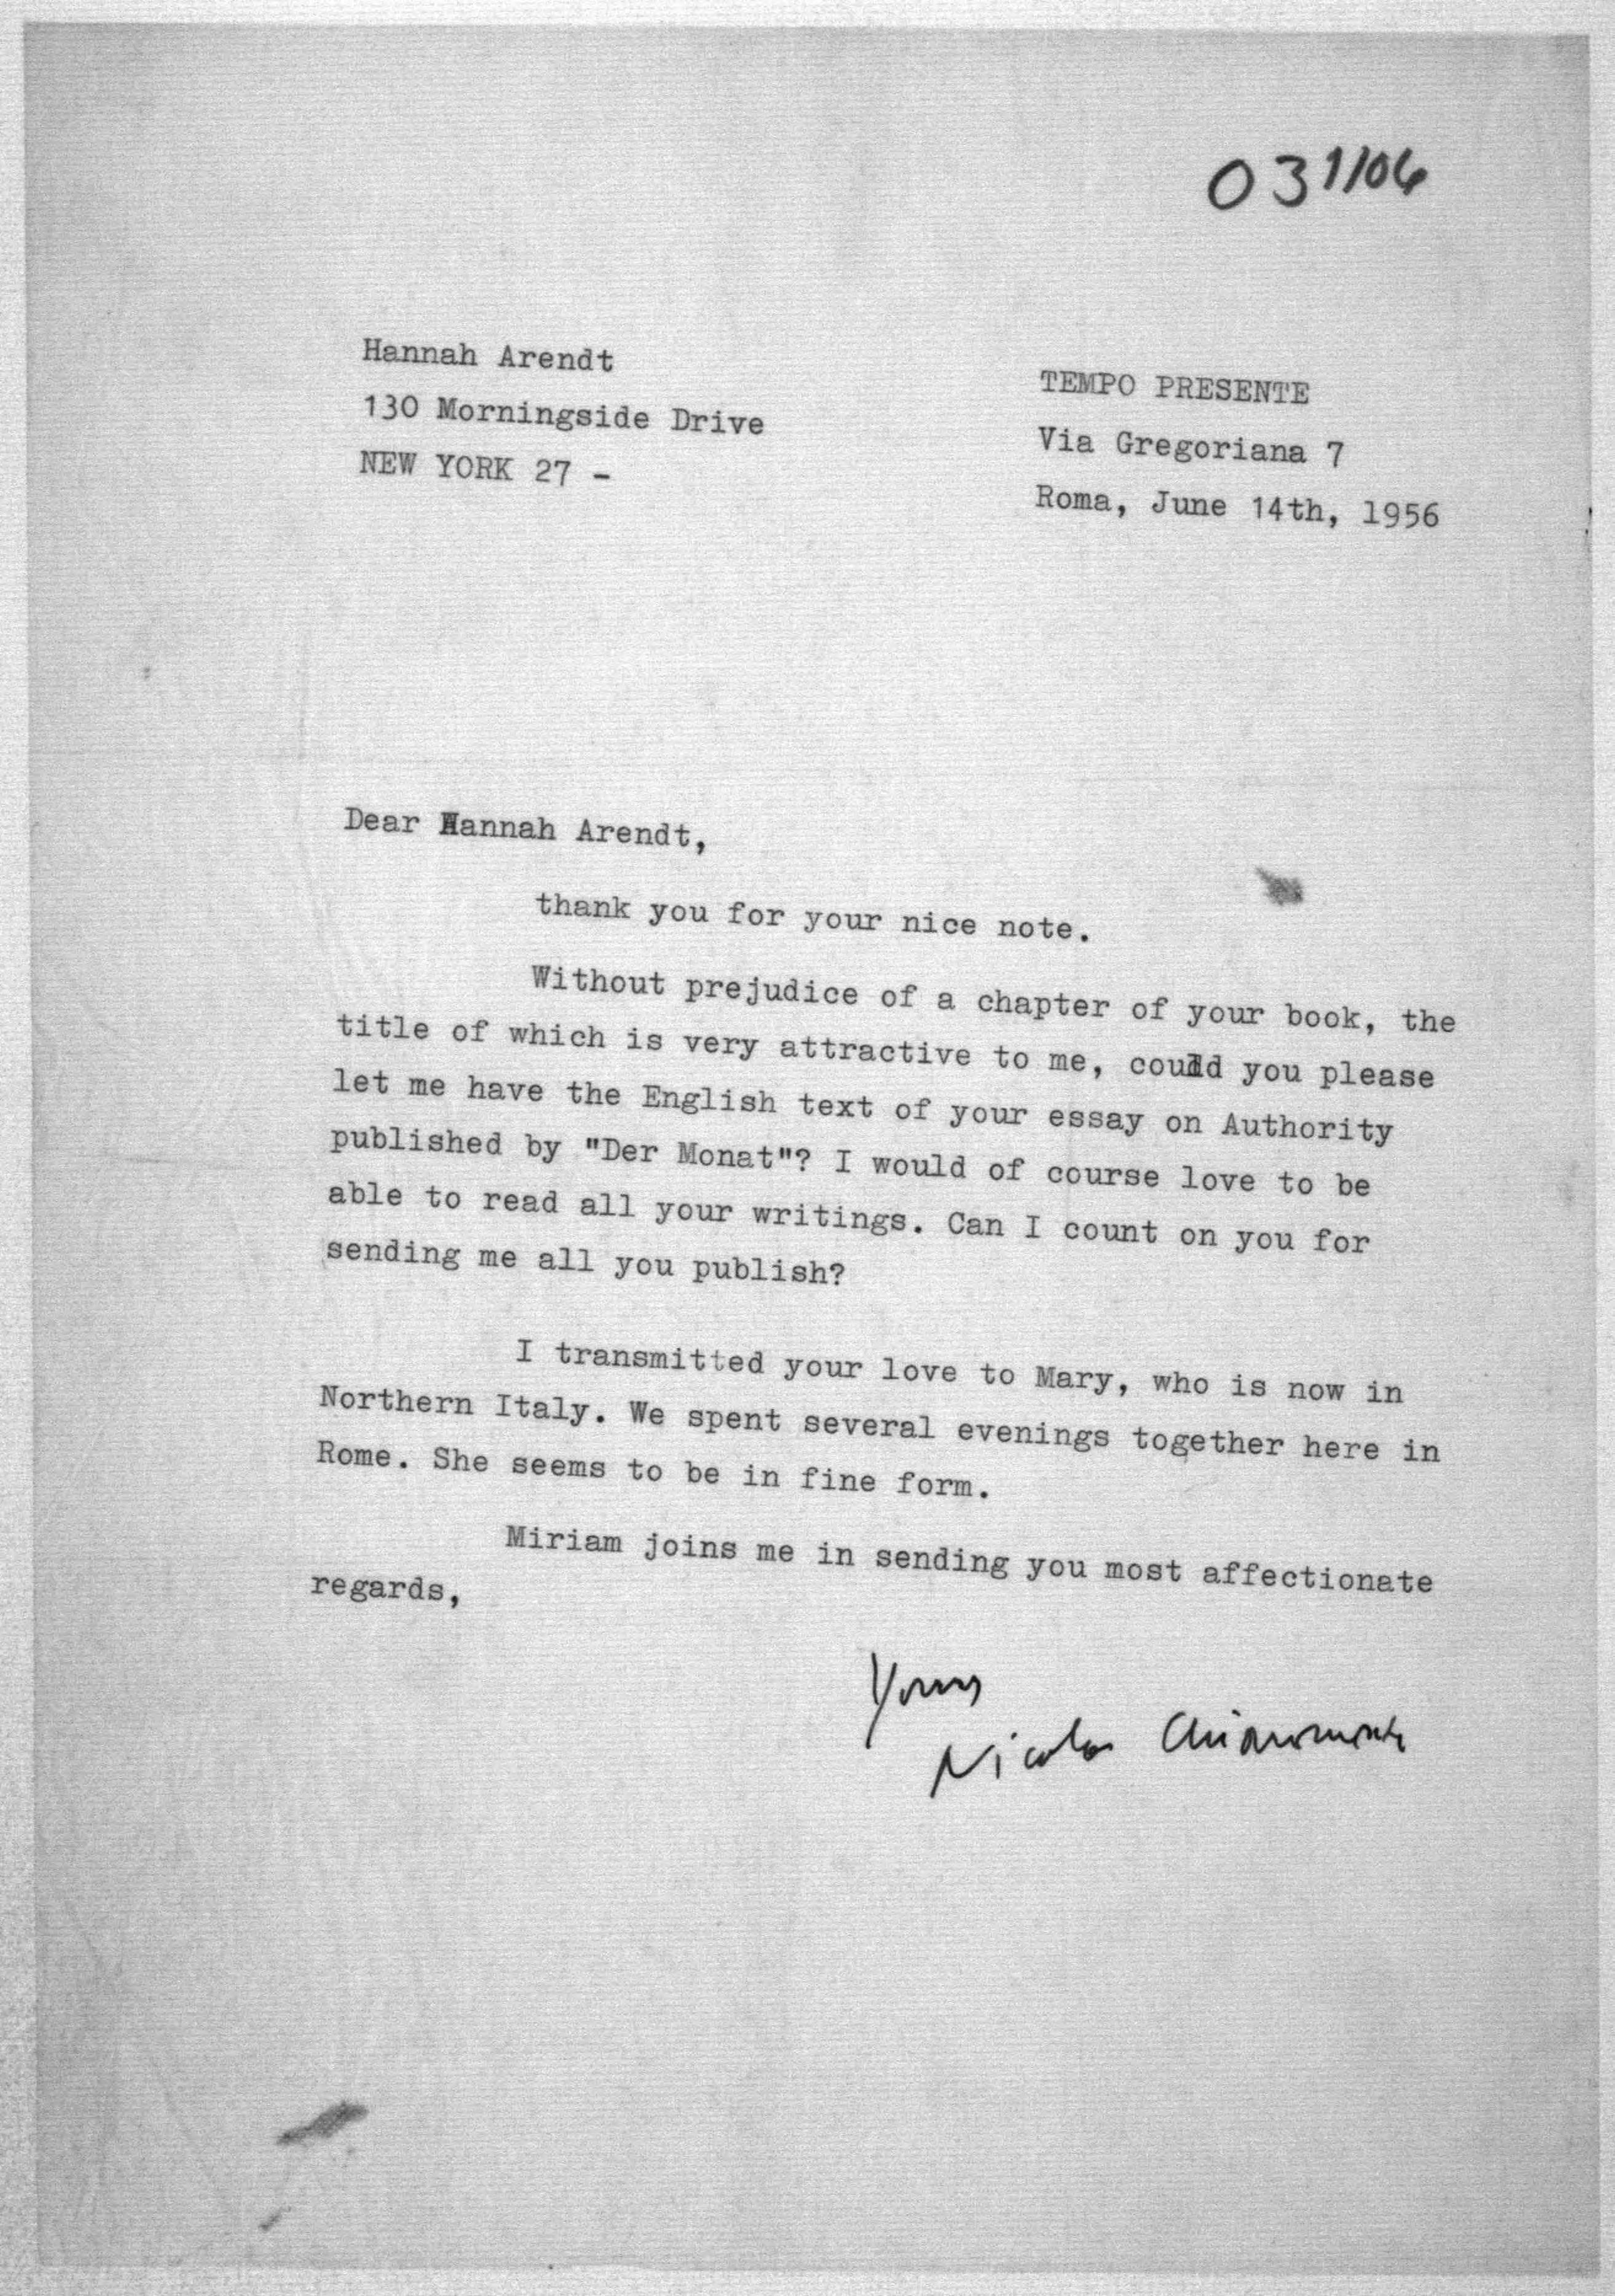 031106
Hannah Arendt
130 Morningside Drive
NEW YORK 27 -
TEMPO PRESENTE
Via Gregoriana 7
Roma, June 14th, 1956
Dear Hannah Arendt,
thank you for your nice note.
Without prejudice of a chapter of your book, the
title of which is very attractive to me, could you please
let me have the English text of your essay on Authority
published by "Der Monat"? I would of course love to be
able to read all your writings. Can I count on you for
sending me all you publish?
I transmitted your love to Mary, who is now in
Northern Italy. We spent several evenings together here in
Rome. She seems to be in fine form.
Miriam joins me in sending you most affectionate
regards,
Yours
Nicola Chiaromonte